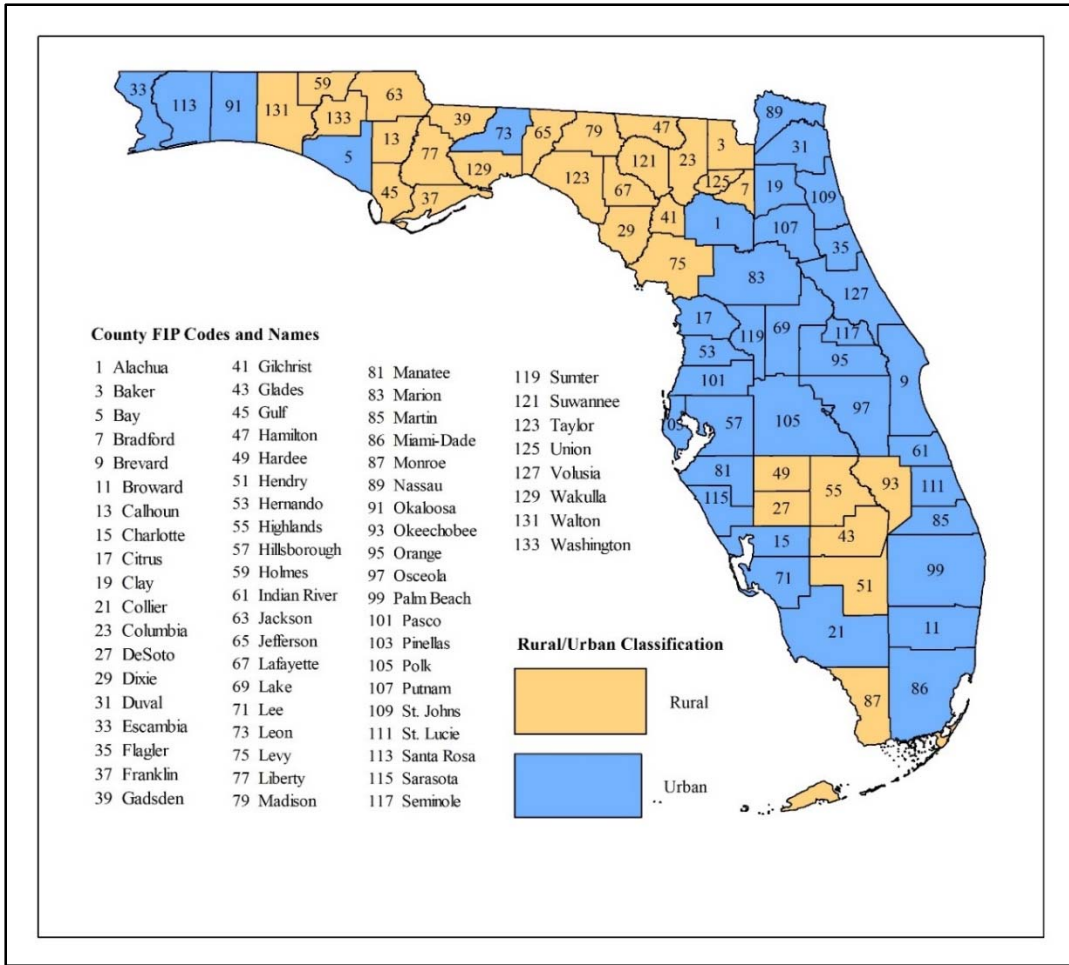 33
113
91
131
59
133
63
5
13
77
45
37
39
73
129
65
79
47
123
121
67
23
3
125
7
29
41
75
1
89
31
19
109
107
35
83
127
17
119
69
117
53
95
101
9
57
105
97
61
81
49
55
93
111
115
27
85
15
43
99
71
51
21
11
87
86
County FIP Codes and Names
1 Alachua
3 Baker
5 Bay
7 Bradford
9 Brevard
11 Broward
13 Calhoun
15 Charlotte
17 Citrus
19 Clay
21 Collier
23 Columbia
27 DeSoto
29 Dixie
31 Duval
33 Escambia
35 Flagler
37 Franklin
39 Gadsden
41 Gilchrist
43 Glades
45 Gulf
47 Hamilton
49 Hardee
51 Hendry
53 Hernando
55 Highlands
57 Hillsborough
59 Holmes
61 Indian River
63 Jackson
65 Jefferson
67 Lafayette
69 Lake
71 Lee
73 Leon
75 Levy
77 Liberty
79 Madison
81 Manatee
83 Marion
85 Martin
86 Miami-Dade
87 Monroe
89 Nassau
91 Okaloosa
93 Okeechobee
95 Orange
97 Osceola
99 Palm Beach
101 Pasco
103 Pinellas
105 Polk
107 Putnam
109 St. Johns
111 St. Lucie
113 Santa Rosa
115 Sarasota
117 Seminole
119 Sumter
121 Suwannee
123 Taylor
125 Union
127 Volusia
129 Wakulla
131 Walton
133 Washington
Rural/Urban Classification
Rural
Urban